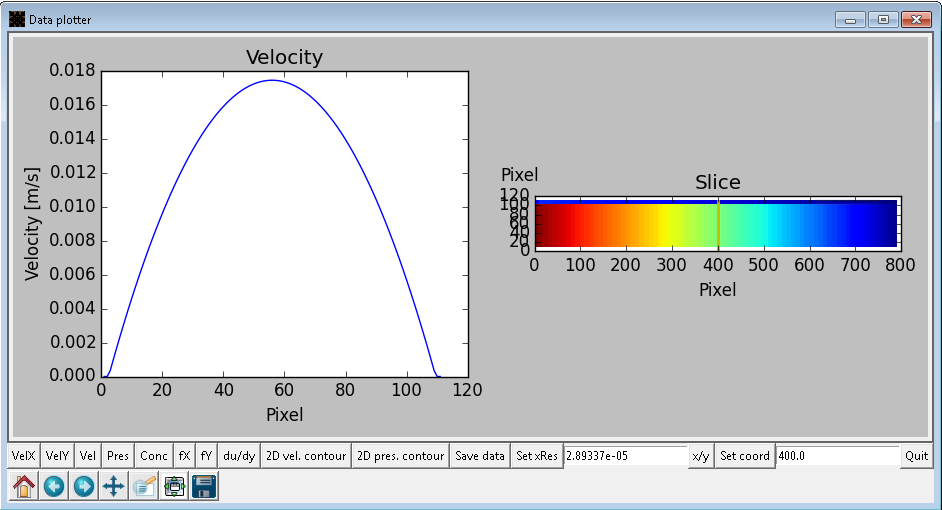 Data plotter
Velocity
0.018
0.016
0.014
0.012
0.010
0.008
0.006
0.004
0.002
0.000
Velocity [m/s]
0 20 40 60 80 100 120
Pixel
Pixel
Slice
120
100
80
60
40
20
0
0 100 200 300 400 500 600 700 800
Pixel
VelX VelY Vel Pres Conc fX fY du/dy 2D vel. contour 2D pres. contour Save data Set xRes 2.89337e-05 x/y Set coord 400.0 Quit